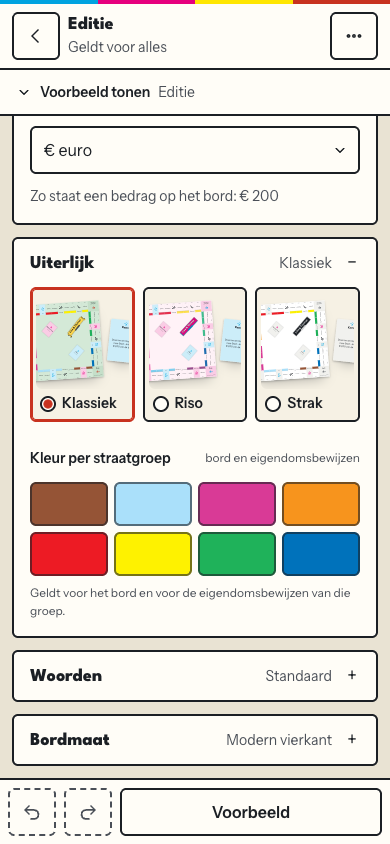 Editie
Geldt voor alles
Voorbeeld tonen Editie
€ euro
Zo staat een bedrag op het bord: € 200
Uiterlijk Klassiek −
Klassiek Riso Strak
Kleur per straatgroep bord en eigendomsbewijzen
Geldt voor het bord en voor de eigendomsbewijzen van die
groep.
Woorden Standaard +
Bordmaat Modern vierkant +
Voorbeeld